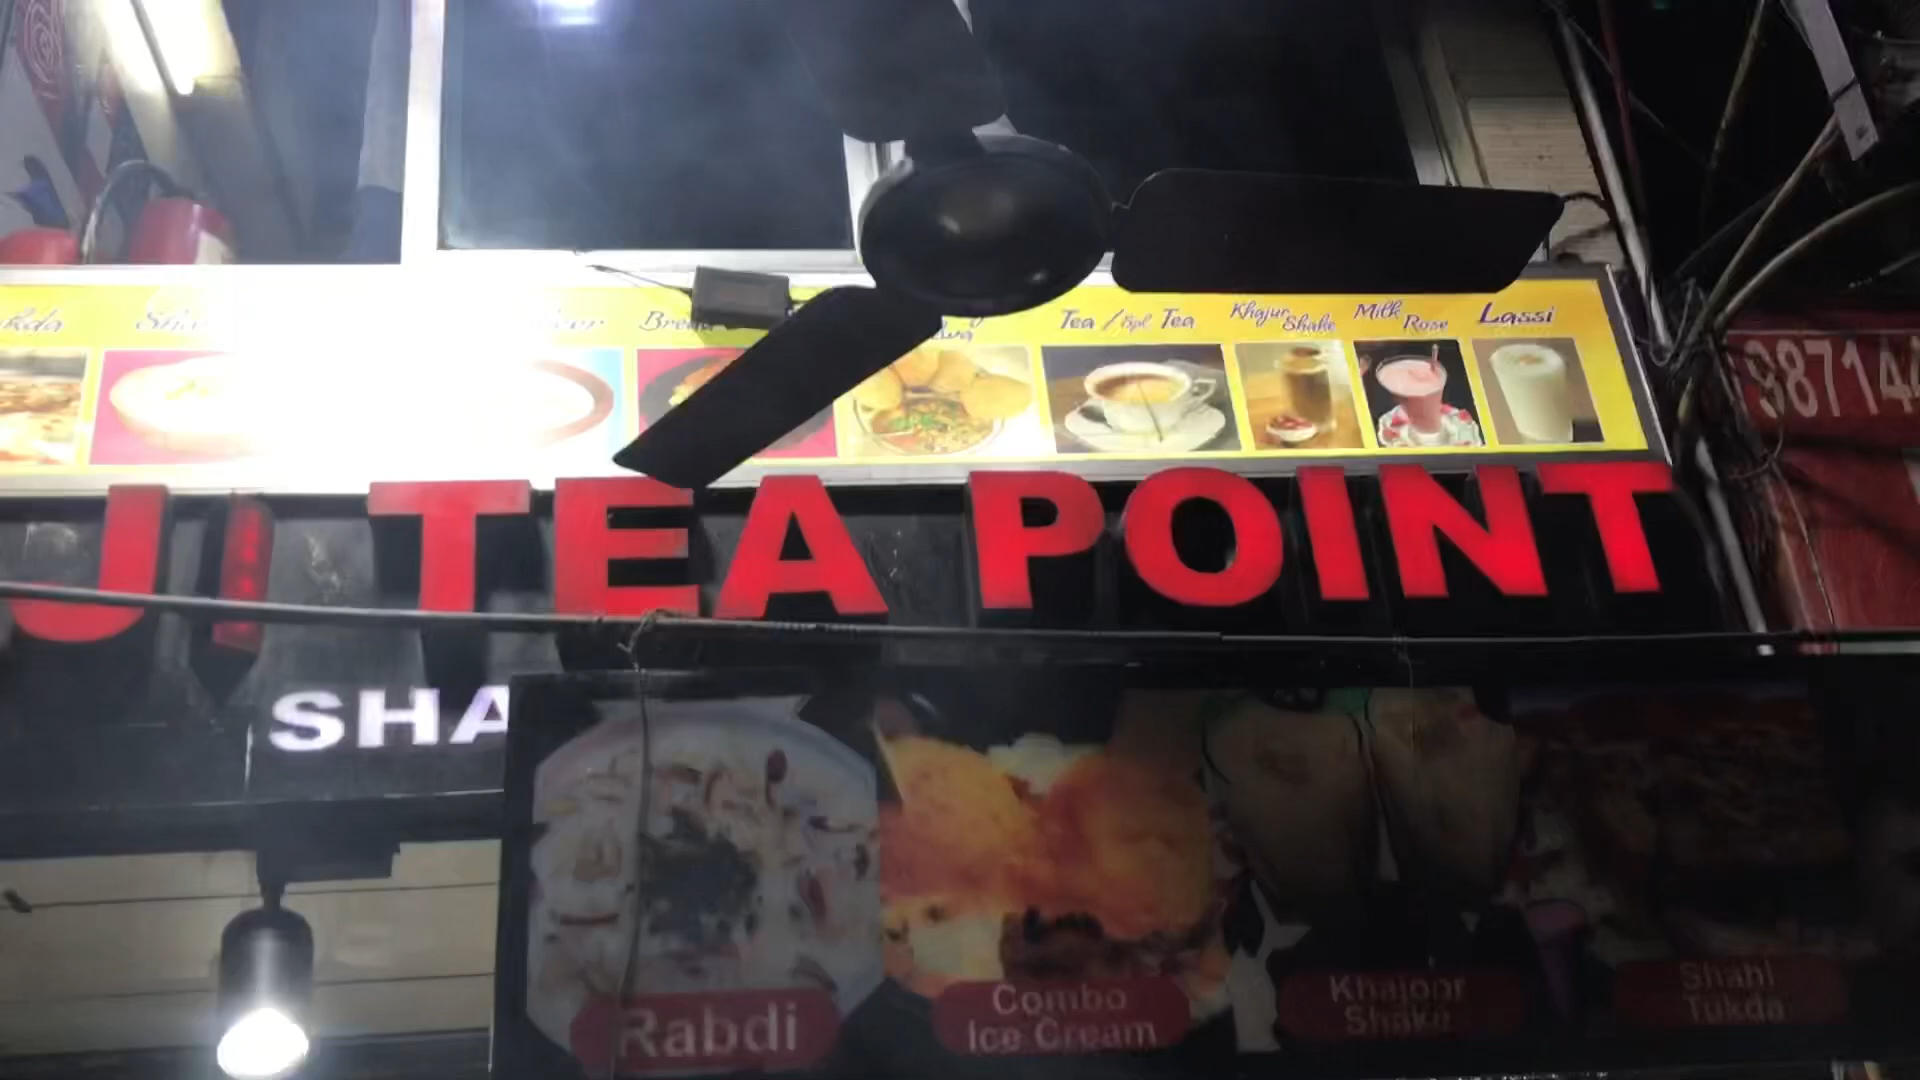 Tea / Spl Tea
Khajur Shake
Milk Rose
Lassi
TEA POINT
SHA
987144
Rabdi
Combo
Ice Cream
Khajoor
Shake
Shahi
Tukda